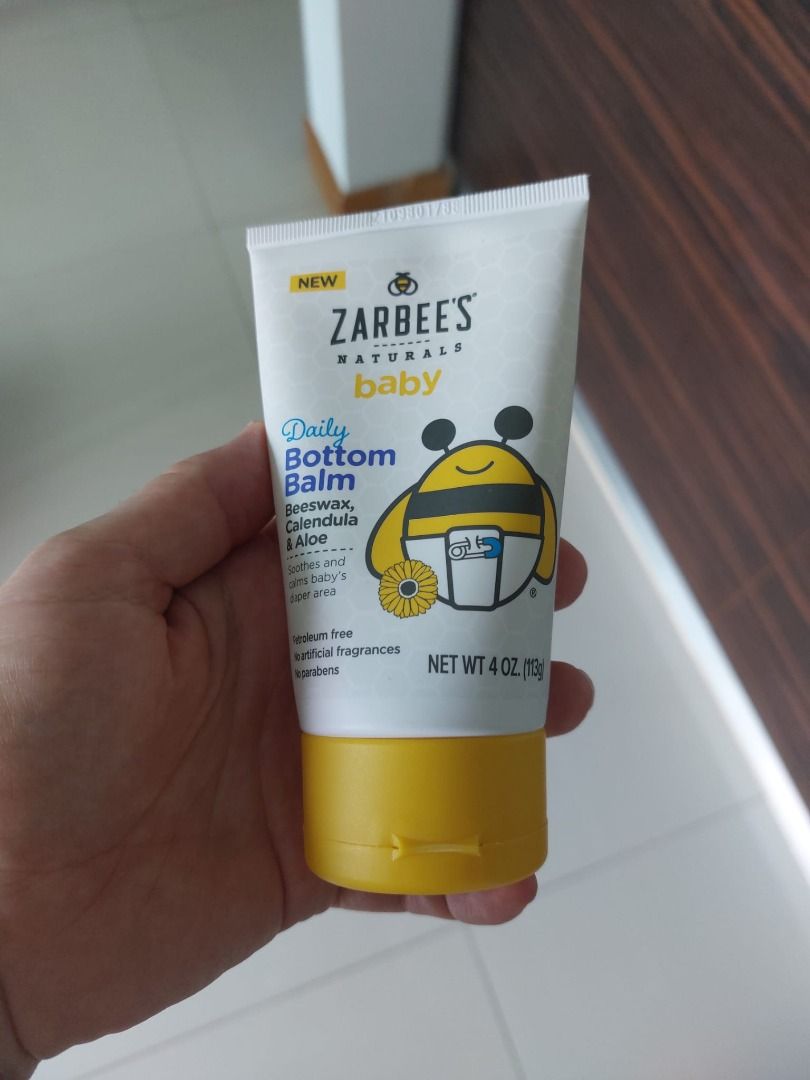 NEW
ZARBEE'S
NATURALS
baby
Daily
Bottom
Balm
Beeswax,
Calendula
& Aloe
Soothes and
calms baby's
diaper area
Petroleum free
No artificial fragrances
No parabens
NET WT 4 OZ. (113g)
®